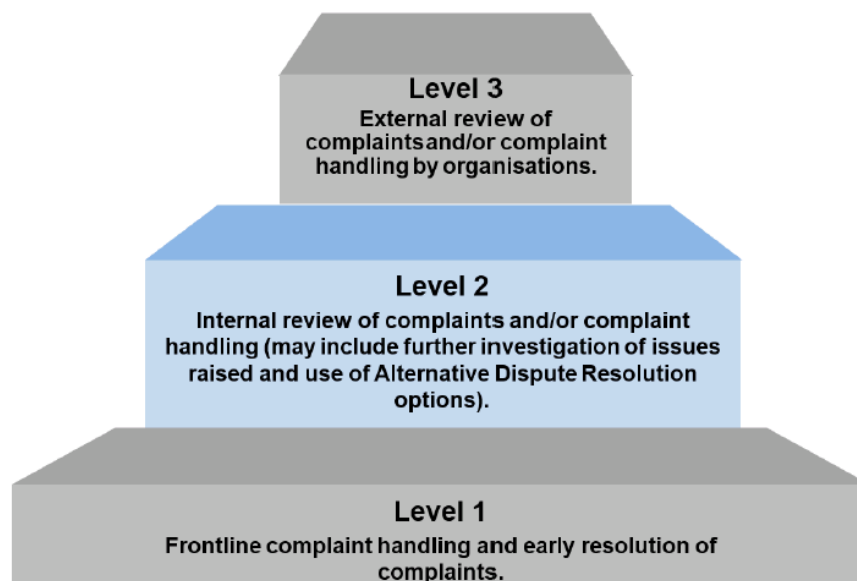 Level 3
External review of
complaints and/or complaint
handling by organisations.
Level 2
Internal review of complaints and/or complaint
handling (may include further investigation of issues
raised and use of Alternative Dispute Resolution
options).
Level 1
Frontline complaint handling and early resolution of
complaints.